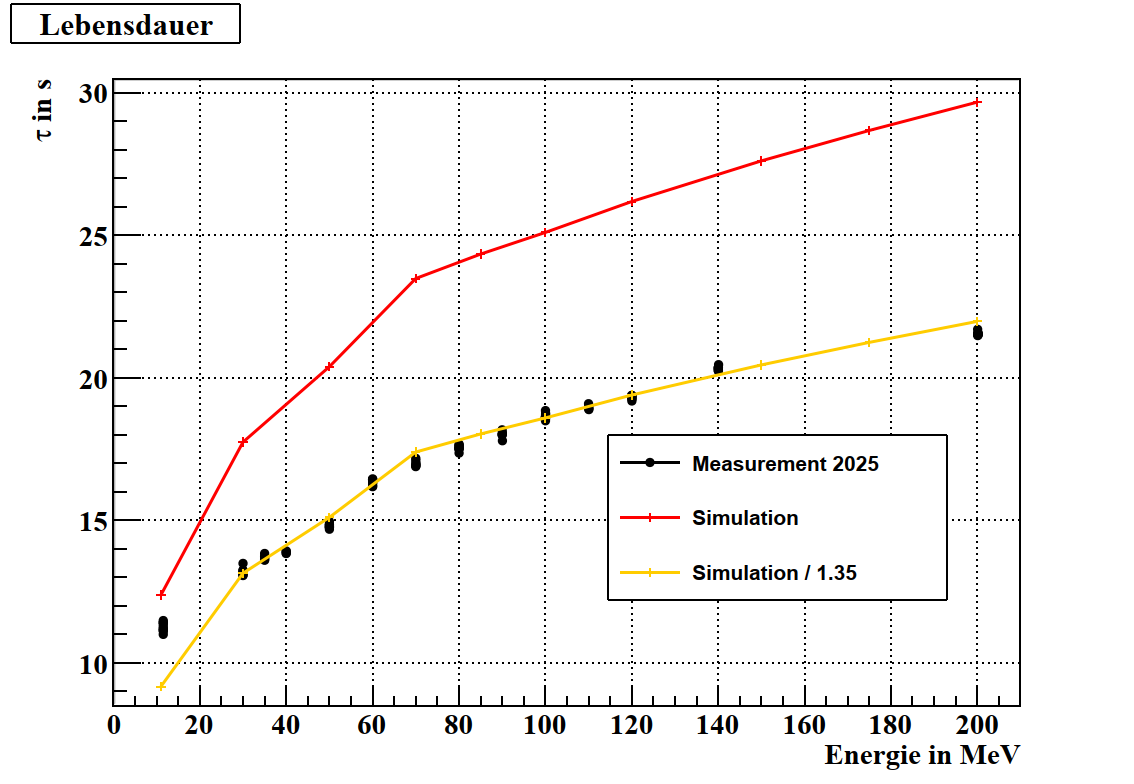 Lebensdauer
τ in s
30
25
20
15
10
Measurement 2025
Simulation
Simulation / 1.35
0 20 40 60 80 100 120 140 160 180 200
Energie in MeV